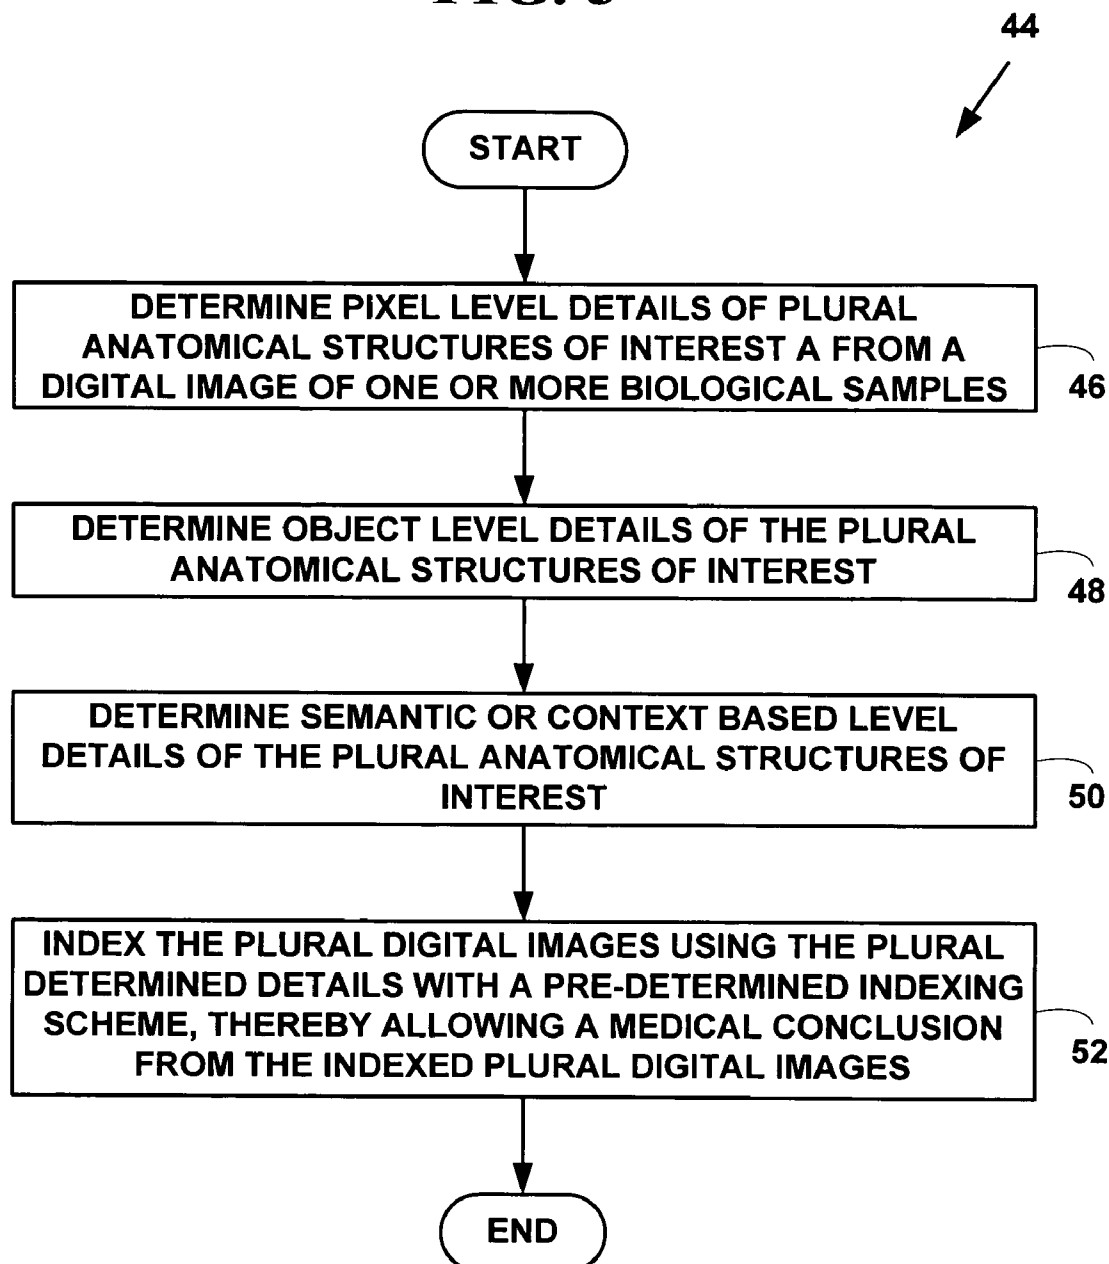 FIG.
44
START
DETERMINE PIXEL LEVEL DETAILS OF PLURAL
ANATOMICAL STRUCTURES OF INTEREST A FROM A
DIGITAL IMAGE OF ONE OR MORE BIOLOGICAL SAMPLES
46
DETERMINE OBJECT LEVEL DETAILS OF THE PLURAL
ANATOMICAL STRUCTURES OF INTEREST
48
DETERMINE SEMANTIC OR CONTEXT BASED LEVEL
DETAILS OF THE PLURAL ANATOMICAL STRUCTURES OF
INTEREST
50
INDEX THE PLURAL DIGITAL IMAGES USING THE PLURAL
DETERMINED DETAILS WITH A PRE-DETERMINED INDEXING
SCHEME, THEREBY ALLOWING A MEDICAL CONCLUSION
FROM THE INDEXED PLURAL DIGITAL IMAGES
52
END